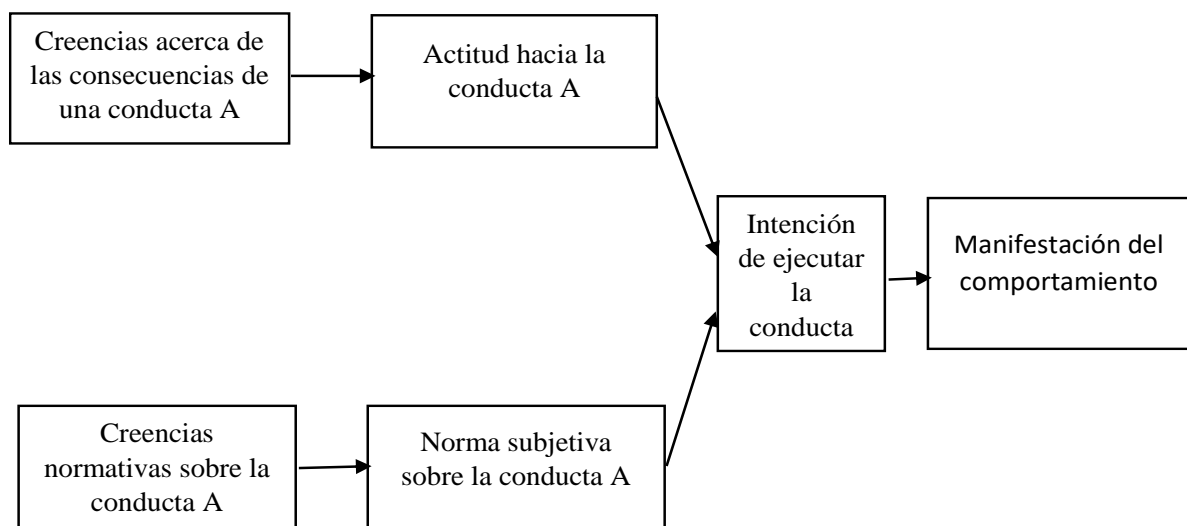 Creencias acerca de
las consecuencias de
una conducta A
Actitud hacia la
conducta A
Intención
de ejecutar
la
conducta
Manifestación del
comportamiento
Creencias
normativas sobre la
conducta A
Norma subjetiva
sobre la conducta A